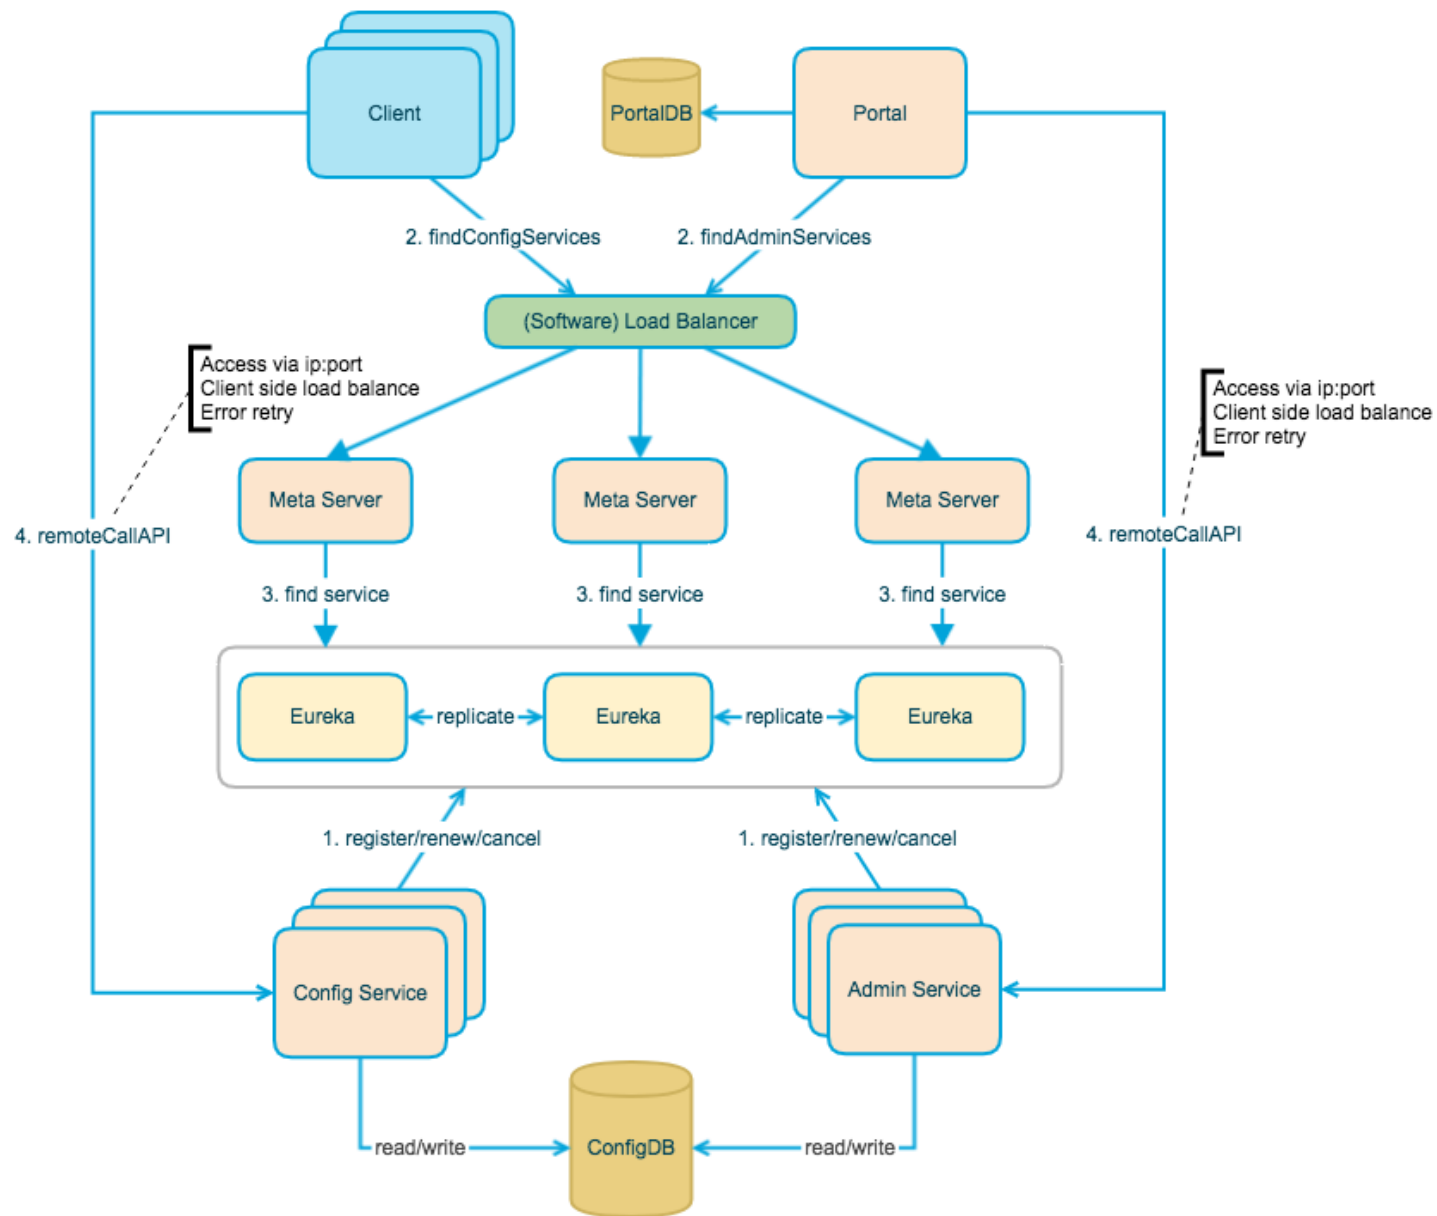 Client
PortalDB
Portal
2. findConfigServices
2. findAdminServices
(Software) Load Balancer
Access via ip:port
Client side load balance
Error retry
Access via ip:port
Client side load balance
Error retry
Meta Server
Meta Server
Meta Server
4. remoteCallAPI
4. remoteCallAPI
3. find service
3. find service
3. find service
Eureka
replicate
Eureka
replicate
Eureka
1. register/renew/cancel
1. register/renew/cancel
Config Service
Admin Service
read/write
ConfigDB
read/write